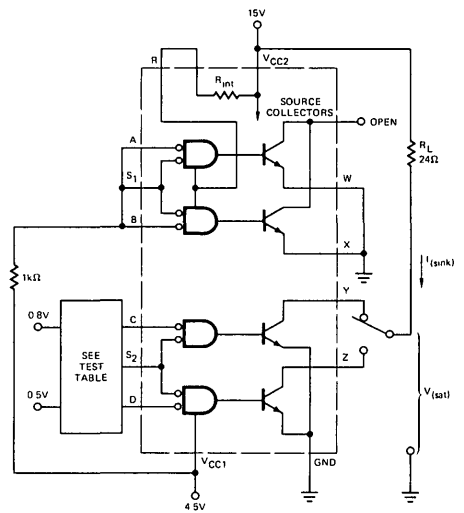 15V
VCC2
R
Rint
SOURCE
COLLECTORS
OPEN
A
RL
24Ω
W
S1
B
X
I(sink)
1kΩ
Y
0 8V
C
SEE
TEST
TABLE
S2
Z
V(sat)
0 5V
D
VCC1
GND
4 5V